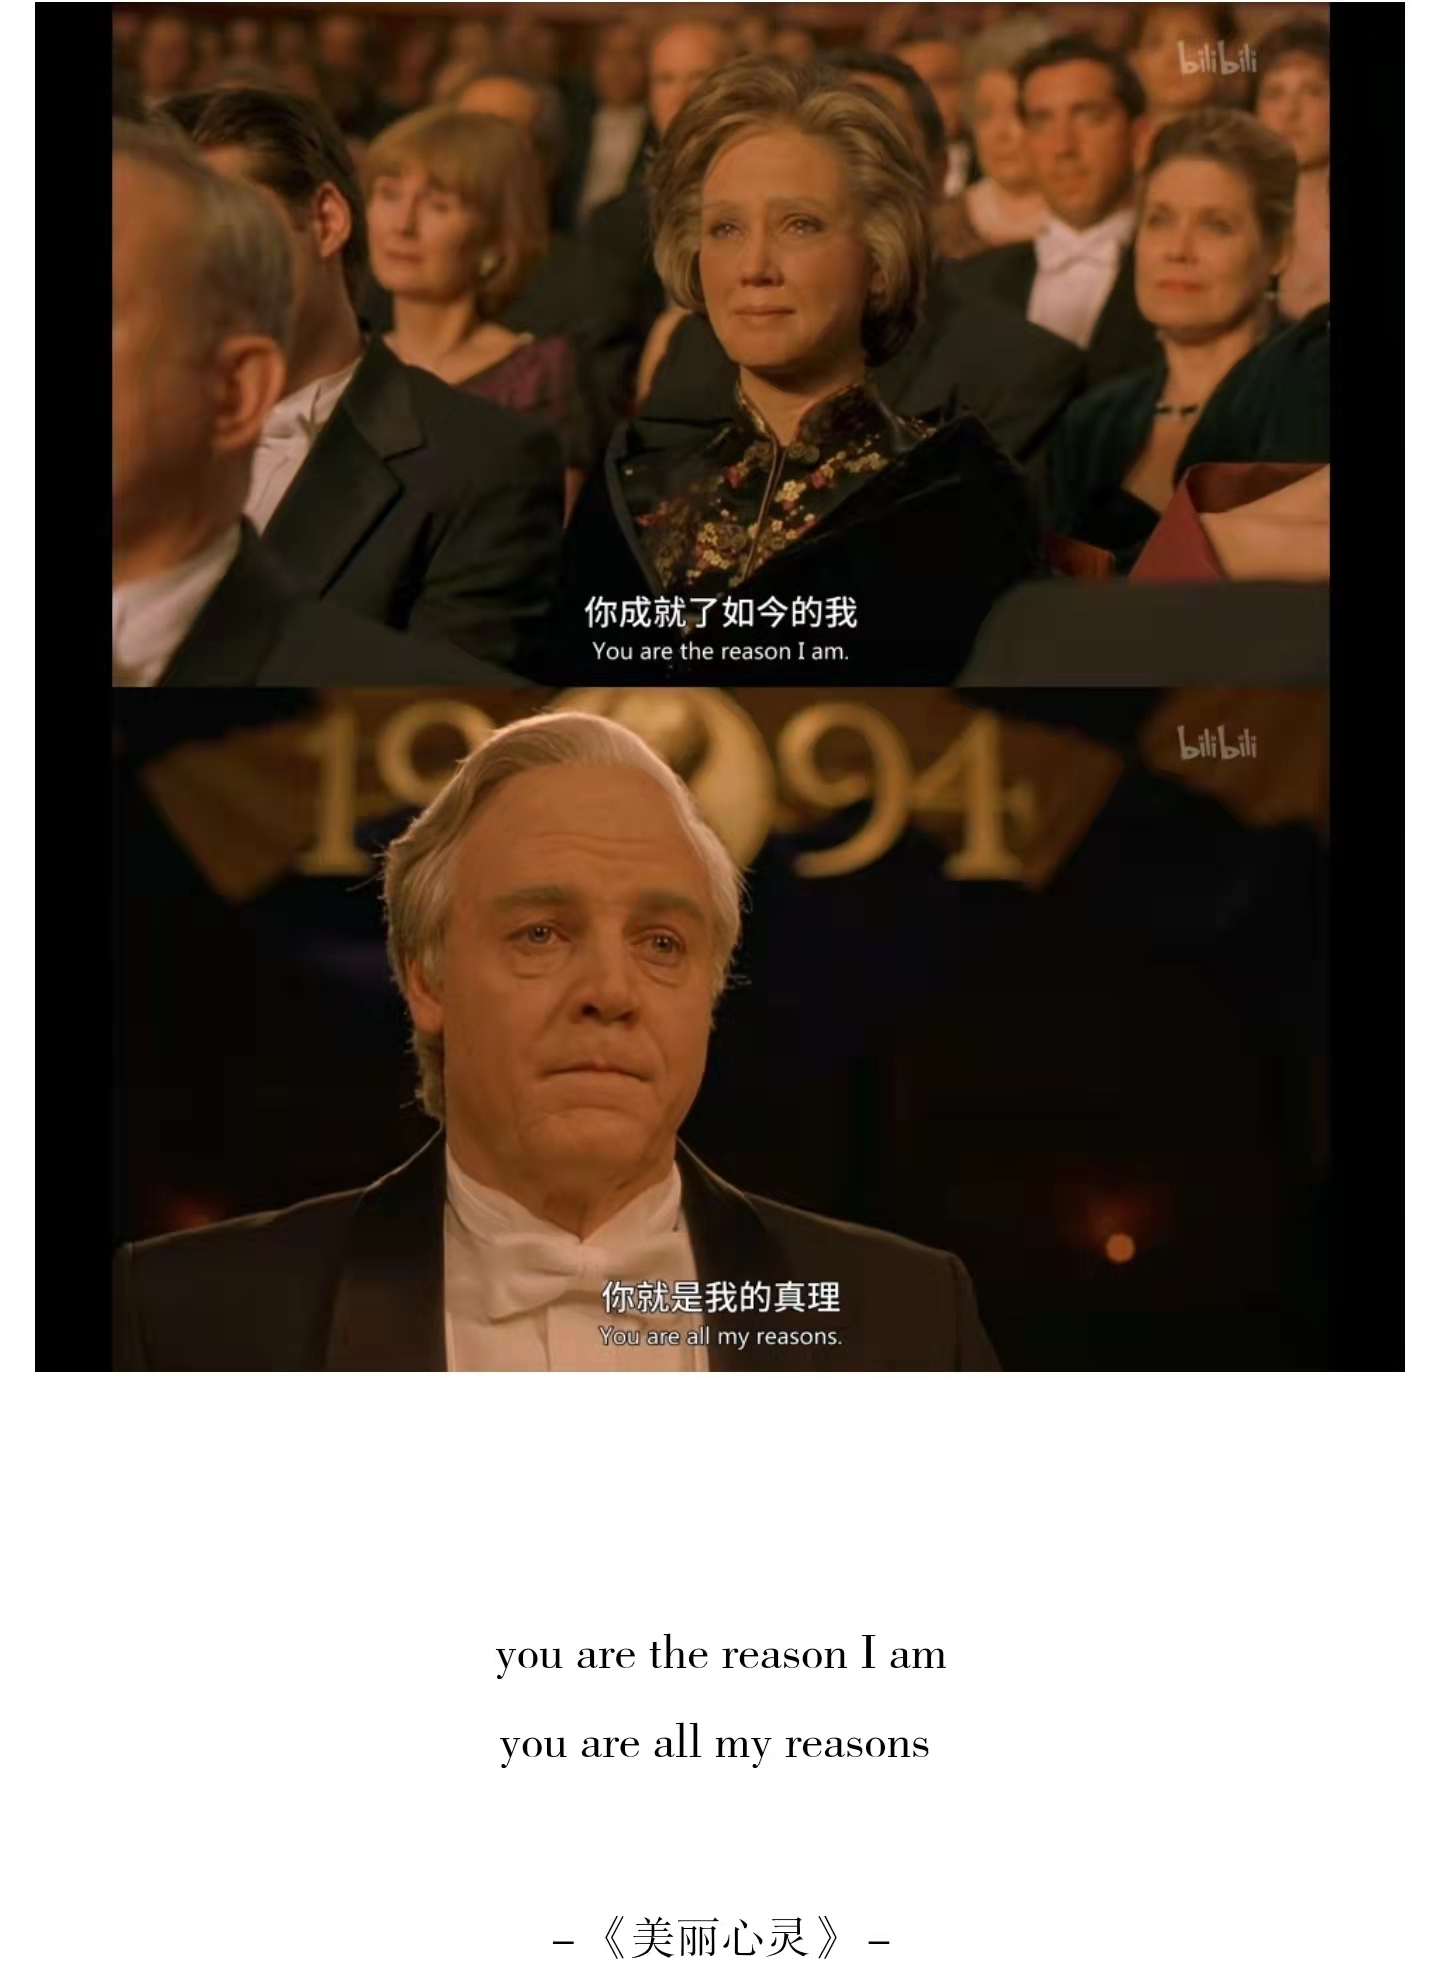 bilibili
你成就了如今的我
You are the reason I am.
1994
bilibili
你就是我的真理
You are all my reasons.
you are the reason I am
you are all my reasons
–《美丽心灵》–